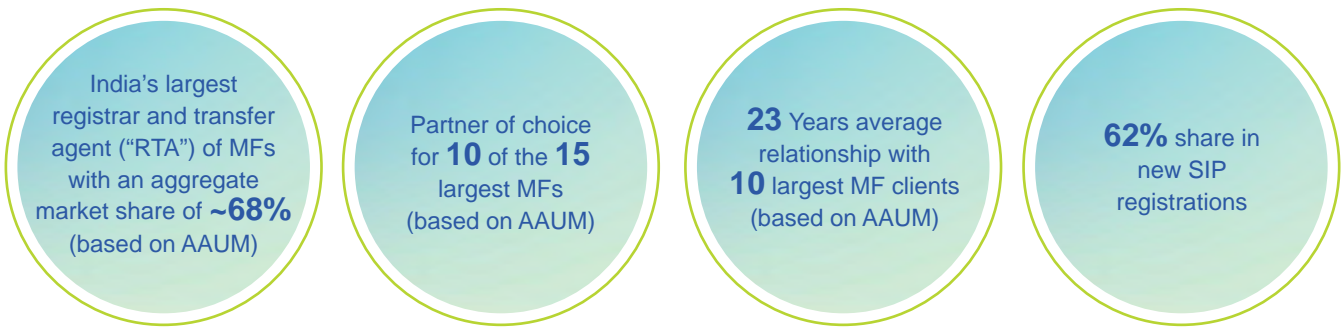 India’s largest
registrar and transfer
agent (“RTA”) of MFs
with an aggregate
market share of ~68%
(based on AAUM)
Partner of choice
for 10 of the 15
largest MFs
(based on AAUM)
23 Years average
relationship with
10 largest MF clients
(based on AAUM)
62% share in
new SIP
registrations